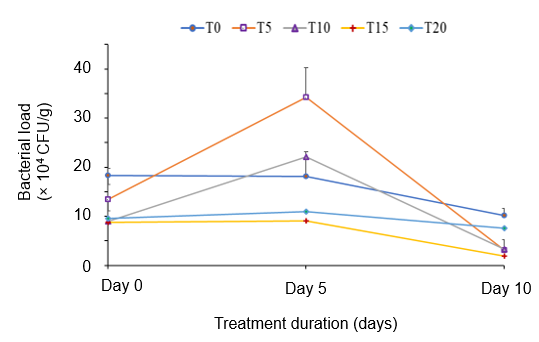 T0 T5 T10 T15 T20
40
30
20
10
0
Bacterial load
(× 10⁴ CFU/g)
Day 0 Day 5 Day 10
Treatment duration (days)